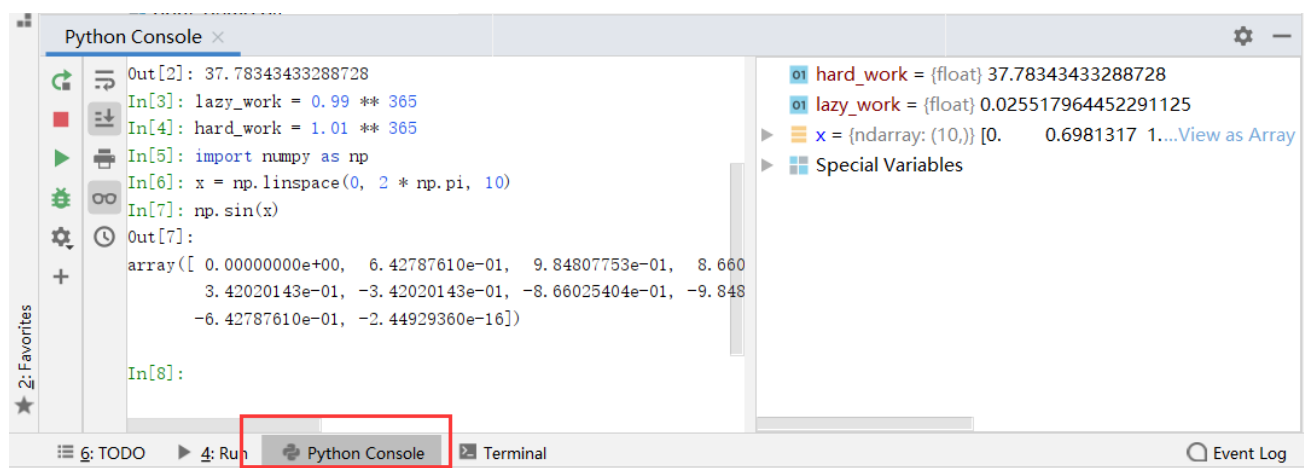 Python Console
Out[2]: 37.78343433288728
In[3]: lazy_work = 0.99 ** 365
In[4]: hard_work = 1.01 ** 365
In[5]: import numpy as np
In[6]: x = np.linspace(0, 2 * np.pi, 10)
In[7]: np.sin(x)
Out[7]:
array([ 0.00000000e+00, 6.42787610e-01, 9.84807753e-01, 8.660
3.42020143e-01, -3.42020143e-01, -8.66025404e-01, -9.848
-6.42787610e-01, -2.44929360e-16])
In[8]:
hard_work = {float} 37.78343433288728
lazy_work = {float} 0.025517964452291125
x = {ndarray: (10,)} [0. 0.6981317 1....View as Array
Special Variables
2: Favorites
6: TODO 4: Run Python Console Terminal Event Log